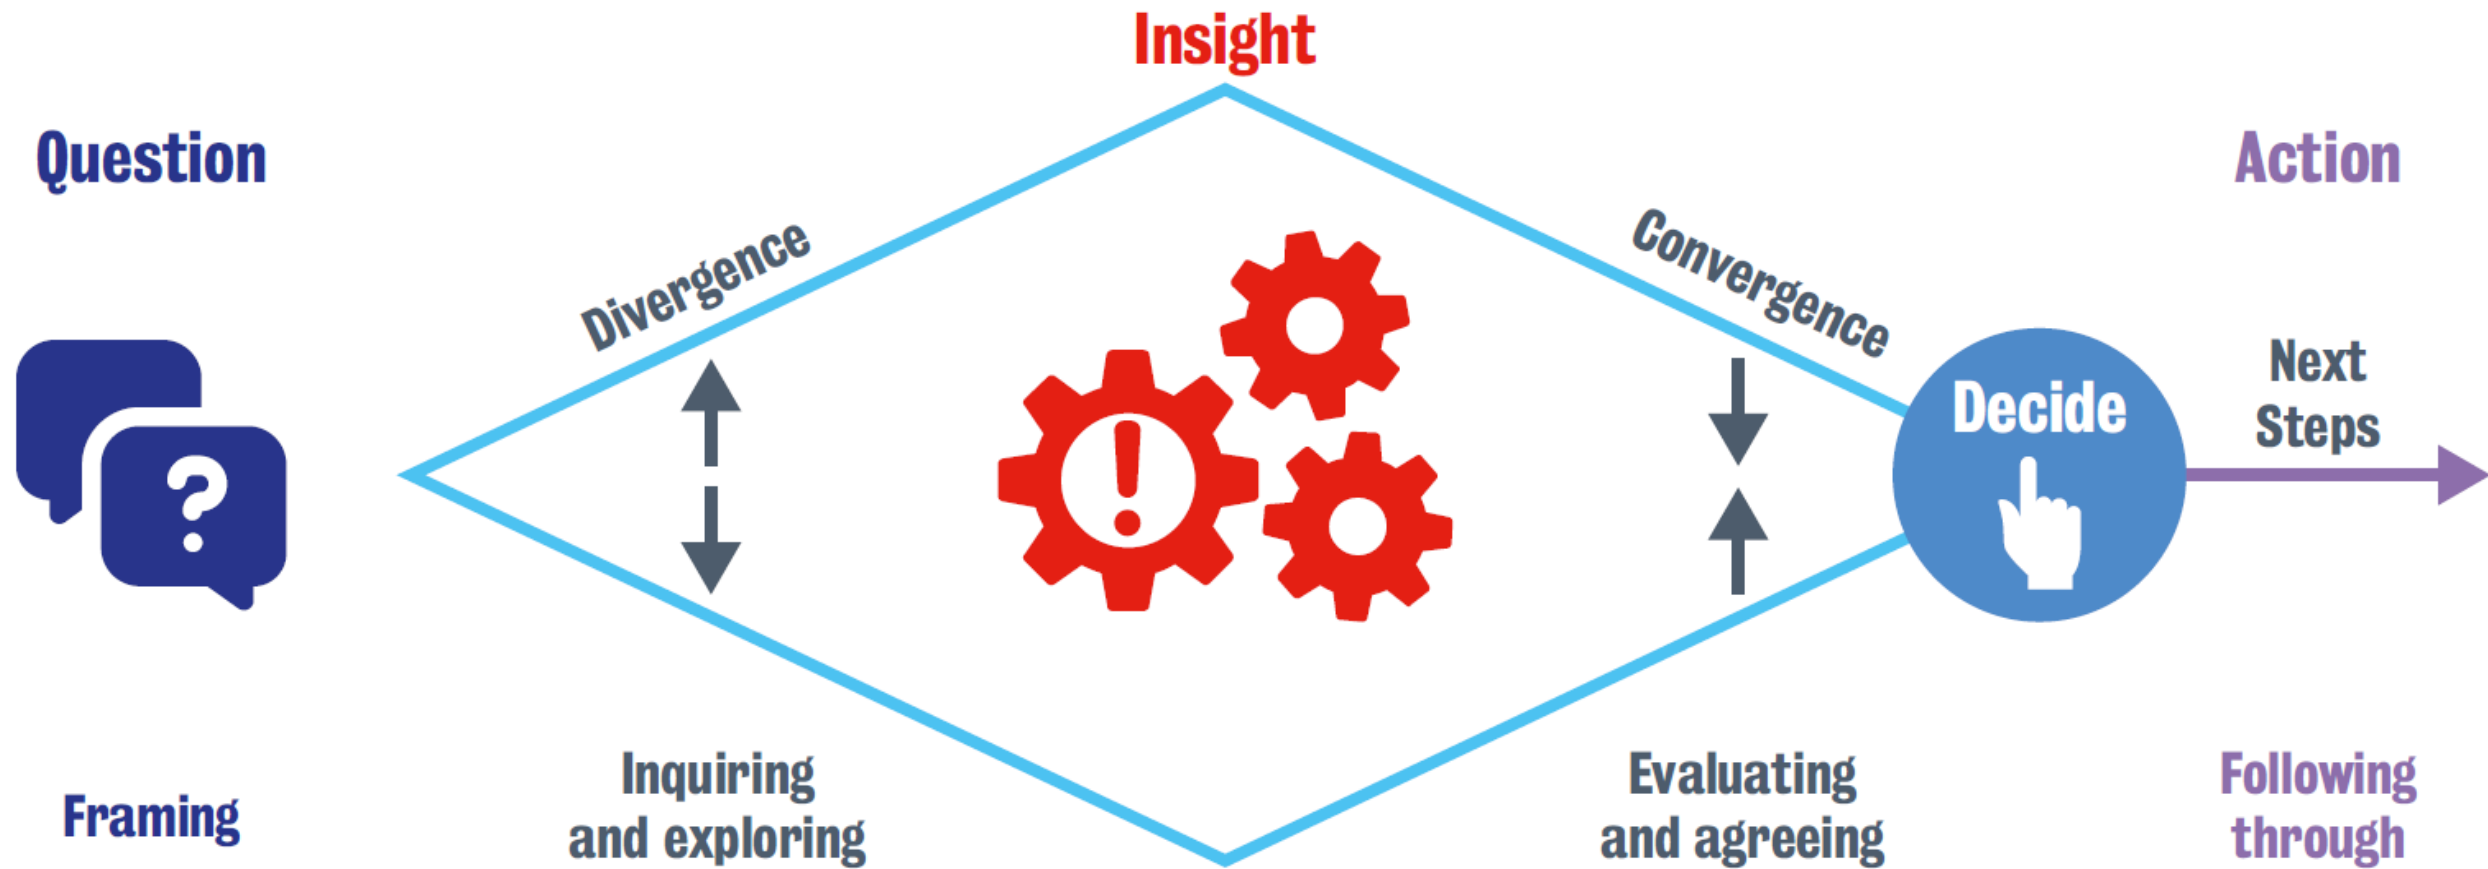 Insight
Question
Action
Divergence
Convergence
?
!
Decide
Next
Steps
Framing
Inquiring
and exploring
Evaluating
and agreeing
Following
through